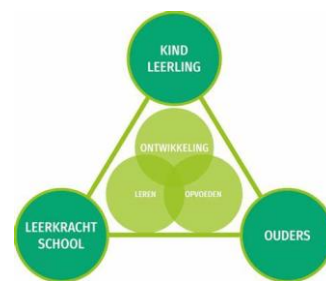 KIND
LEERLING
ONTWIKKELING
LEREN
OPVOEDEN
LEERKRACHT
SCHOOL
OUDERS